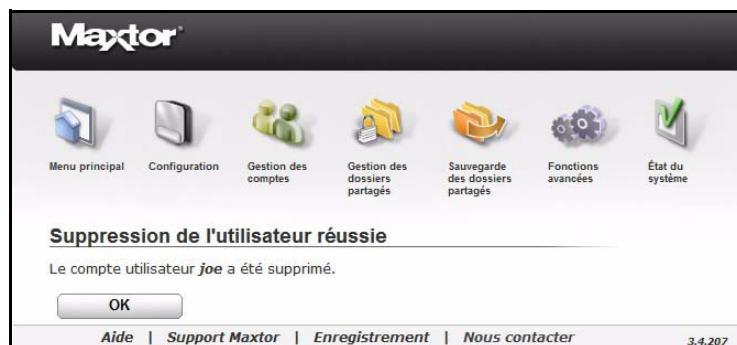 Maxtor
Menu principal
Configuration
Gestion des
comptes
Gestion des
dossiers
partagés
Sauvegarde
des dossiers
partagés
Fonctions
avancées
État du
système
Suppression de l'utilisateur réussie
Le compte utilisateur joe a été supprimé.
OK
Aide | Support Maxtor | Enregistrement | Nous contacter
3.4.207